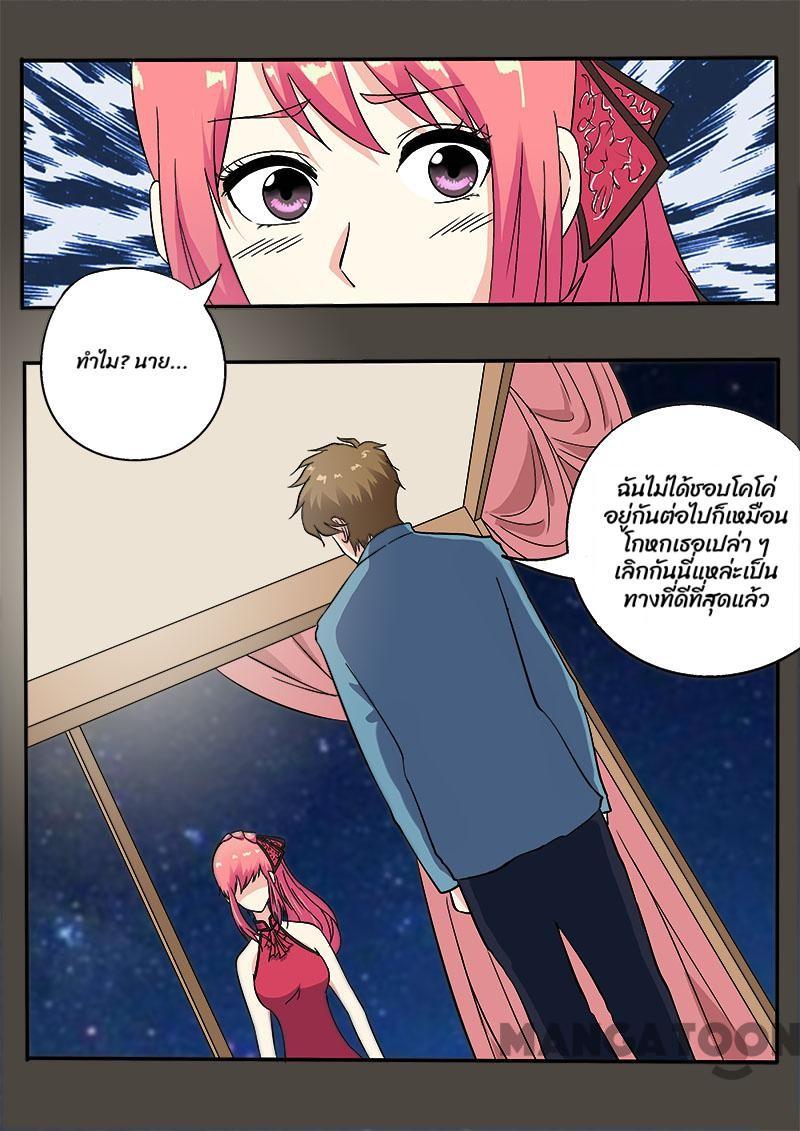 ทำไม? นาย...
ฉันไม่ได้ชอบโคโค่
อยู่กันต่อไปก็เหมือน
โกหกเธอเปล่า ๆ
เลิกกันนี่แหล่ะเป็น
ทางที่ดีที่สุดแล้ว
MANGATOON